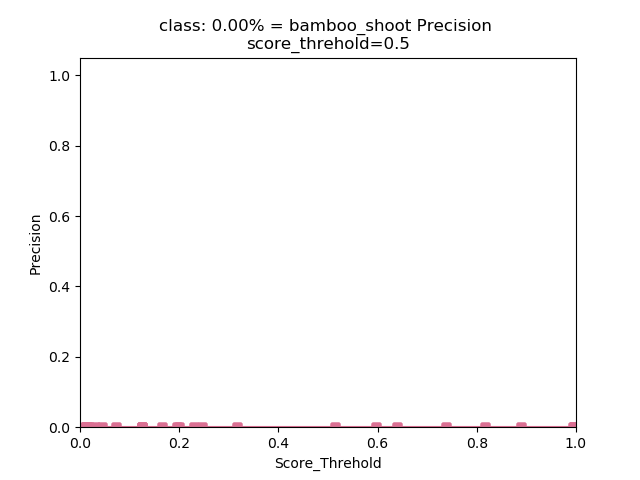 class: 0.00% = bamboo_shoot Precision
score_threhold=0.5
1.0
0.8
0.6
0.4
0.2
0.0
Precision
0.0 0.2 0.4 0.6 0.8 1.0
Score_Threhold